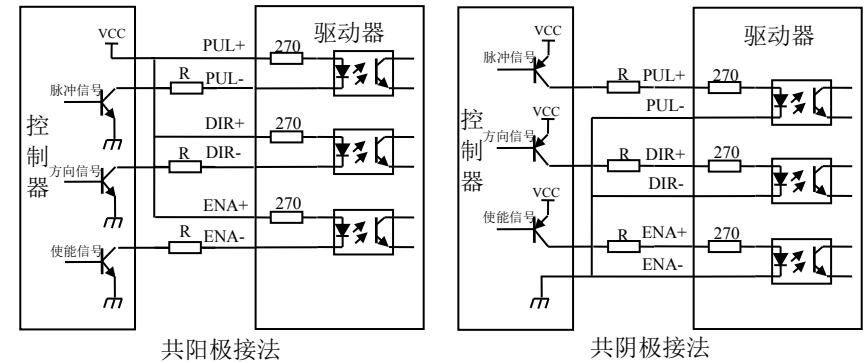 VCC
PUL+
270
驱动器
脉冲信号
R
PUL-
DIR+
270
控制器
方向信号
R
DIR-
ENA+
270
使能信号
R
ENA-
共阳极接法
VCC
驱动器
脉冲信号
R
PUL+
270
PUL-
VCC
控制器
方向信号
R
DIR+
270
DIR-
VCC
使能信号
R
ENA+
270
ENA-
共阴极接法